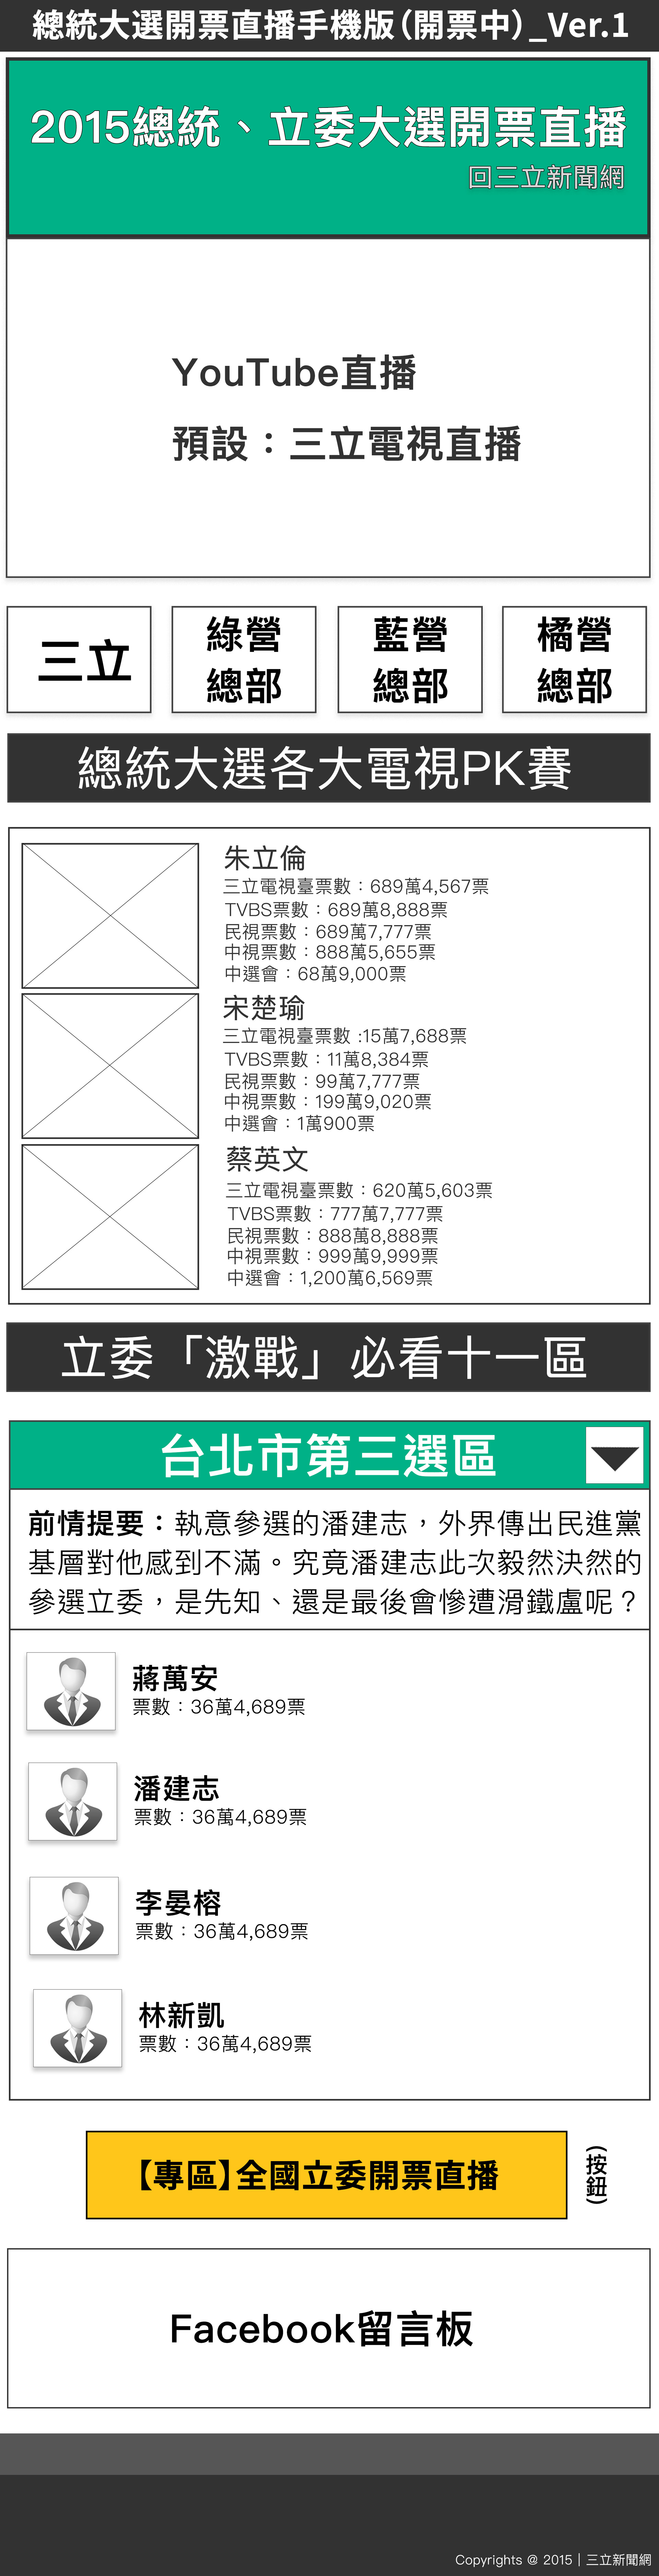 總統大選開票直播手機版(開票中)_Ver.1
2015總統、立委大選開票直播
回三立新聞網
YouTube直播
預設：三立電視直播
三立
綠營
總部
藍營
總部
橘營
總部
總統大選各大電視PK賽
朱立倫
三立電視臺票數：689萬4,567票
TVBS票數：689萬8,888票
民視票數：689萬7,777票
中視票數：888萬5,655票
中選會：68萬9,000票
宋楚瑜
三立電視臺票數 :15萬7,688票
TVBS票數：11萬8,384票
民視票數：99萬7,777票
中視票數：199萬9,020票
中選會：1萬900票
蔡英文
三立電視臺票數：620萬5,603票
TVBS票數：777萬7,777票
民視票數：888萬8,888票
中視票數：999萬9,999票
中選會：1,200萬6,569票
立委「激戰」必看十一區
台北市第三選區
前情提要：執意參選的潘建志，外界傳出民進黨
基層對他感到不滿。究竟潘建志此次毅然決然的
參選立委，是先知、還是最後會慘遭滑鐵盧呢？
蔣萬安
票數：36萬4,689票
潘建志
票數：36萬4,689票
李晏榕
票數：36萬4,689票
林新凱
票數：36萬4,689票
【專區】全國立委開票直播
(按鈕)
Facebook留言板
Copyrights @ 2015｜三立新聞網